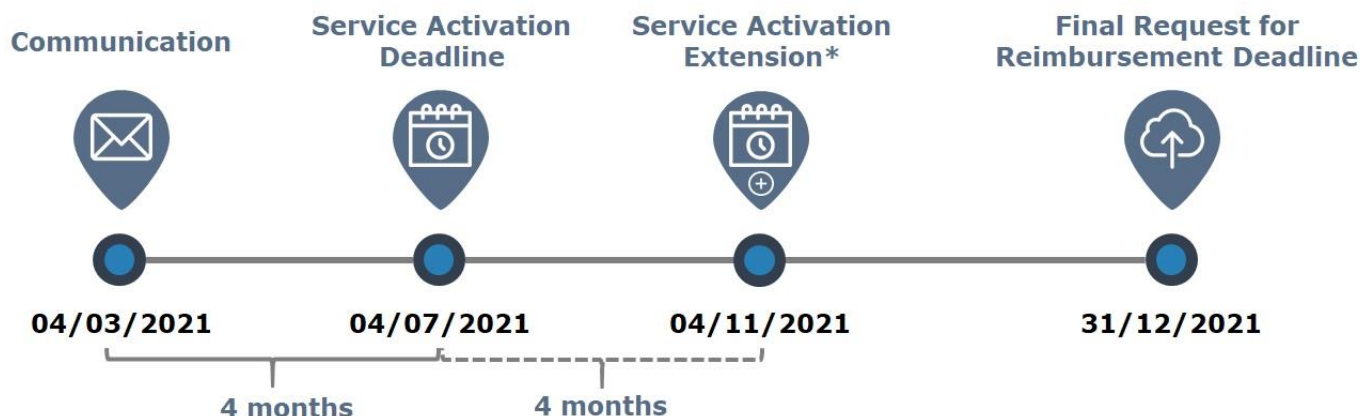 Communication
Service Activation
Deadline
Service Activation
Extension*
Final Request for
Reimbursement Deadline
04/03/2021
04/07/2021
04/11/2021
31/12/2021
4 months
4 months